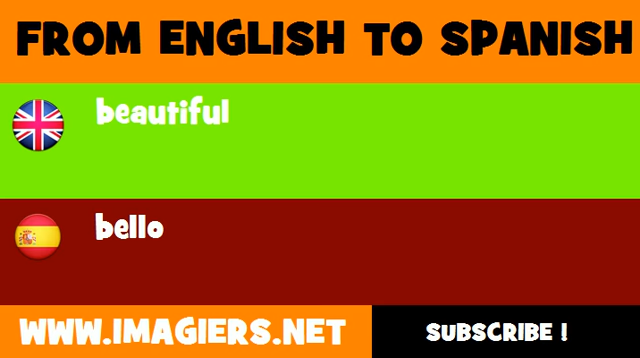 FROM ENGLISH TO SPANISH
beautiful
bello
WWW.IMAGIERS.NET
SUBSCRIBE !